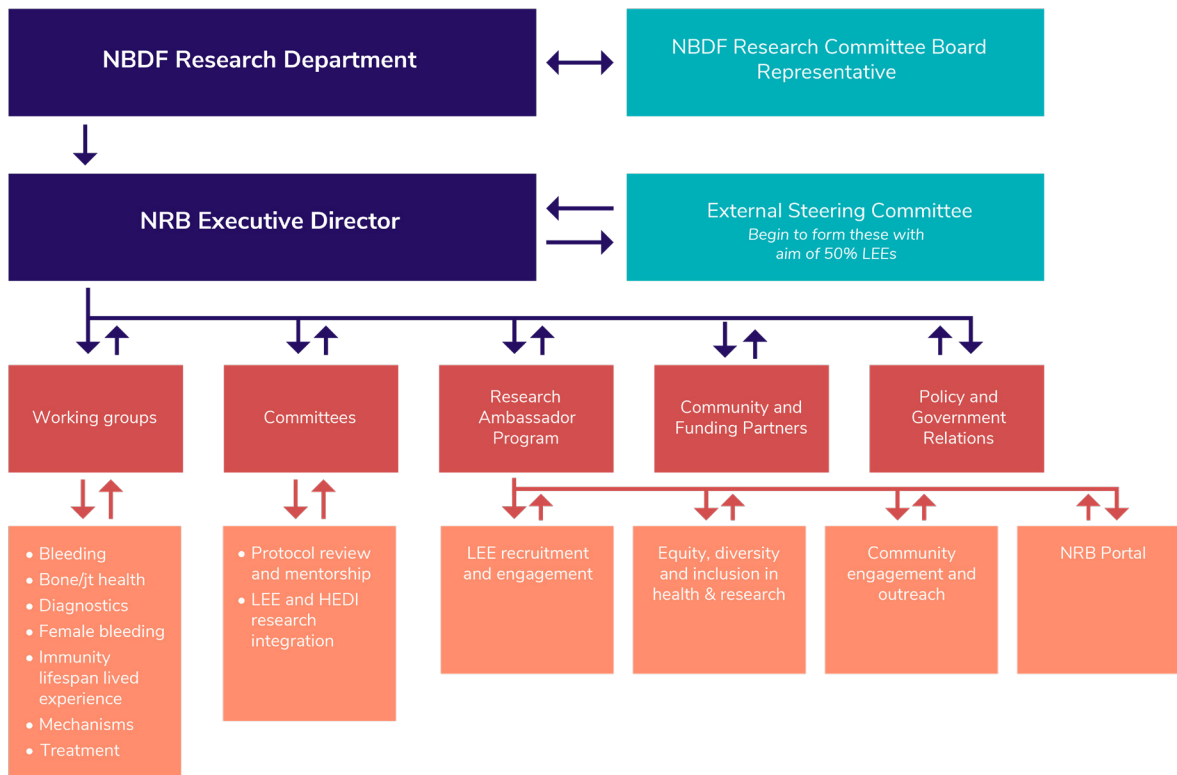 NBDF Research Department
NBDF Research Committee Board
Representative
NRB Executive Director
External Steering Committee
Begin to form these with
aim of 50% LEEs
Working groups
Committees
Research
Ambassador
Program
Community and
Funding Partners
Policy and
Government
Relations
• Bleeding
• Bone/jt health
• Diagnostics
• Female bleeding
• Immunity
lifespan lived
experience
• Mechanisms
• Treatment
• Protocol review
and mentorship
• LEE and HEDI
research
integration
LEE recruitment
and engagement
Equity, diversity
and inclusion in
health & research
Community
engagement and
outreach
NRB Portal